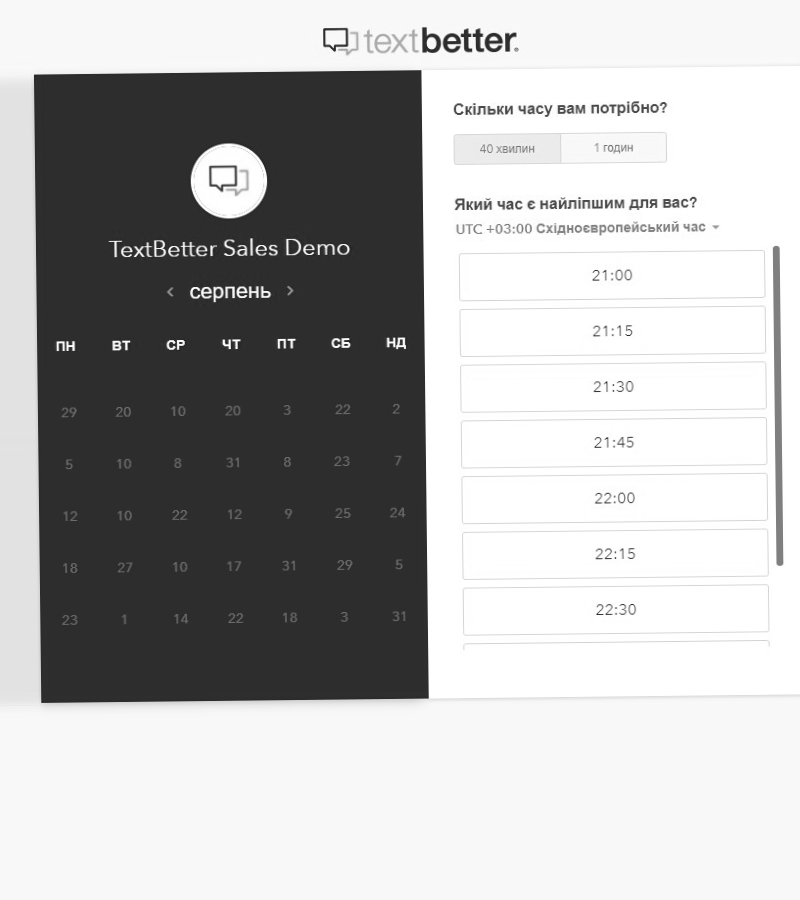 textbetter.
TextBetter Sales Demo
серпень
ПН ВТ СР ЧТ ПТ СБ НД
29 20 10 20 3 22 2
5 10 8 31 8 23 7
12 10 22 12 9 25 24
18 27 10 17 31 29 5
23 1 14 22 18 3 31
Скільки часу вам потрібно?
40 хвилин 1 годин
Який час є найліпшим для вас?
UTC +03:00 Східноєвропейський час
21:00
21:15
21:30
21:45
22:00
22:15
22:30